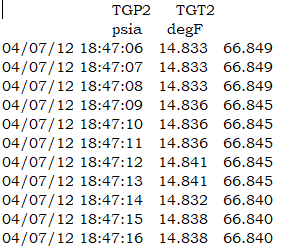 TGP2 TGT2
psia degF
04/07/12 18:47:06 14.833 66.849
04/07/12 18:47:07 14.833 66.849
04/07/12 18:47:08 14.833 66.849
04/07/12 18:47:09 14.836 66.845
04/07/12 18:47:10 14.836 66.845
04/07/12 18:47:11 14.836 66.845
04/07/12 18:47:12 14.841 66.845
04/07/12 18:47:13 14.841 66.845
04/07/12 18:47:14 14.832 66.840
04/07/12 18:47:15 14.838 66.840
04/07/12 18:47:16 14.838 66.840